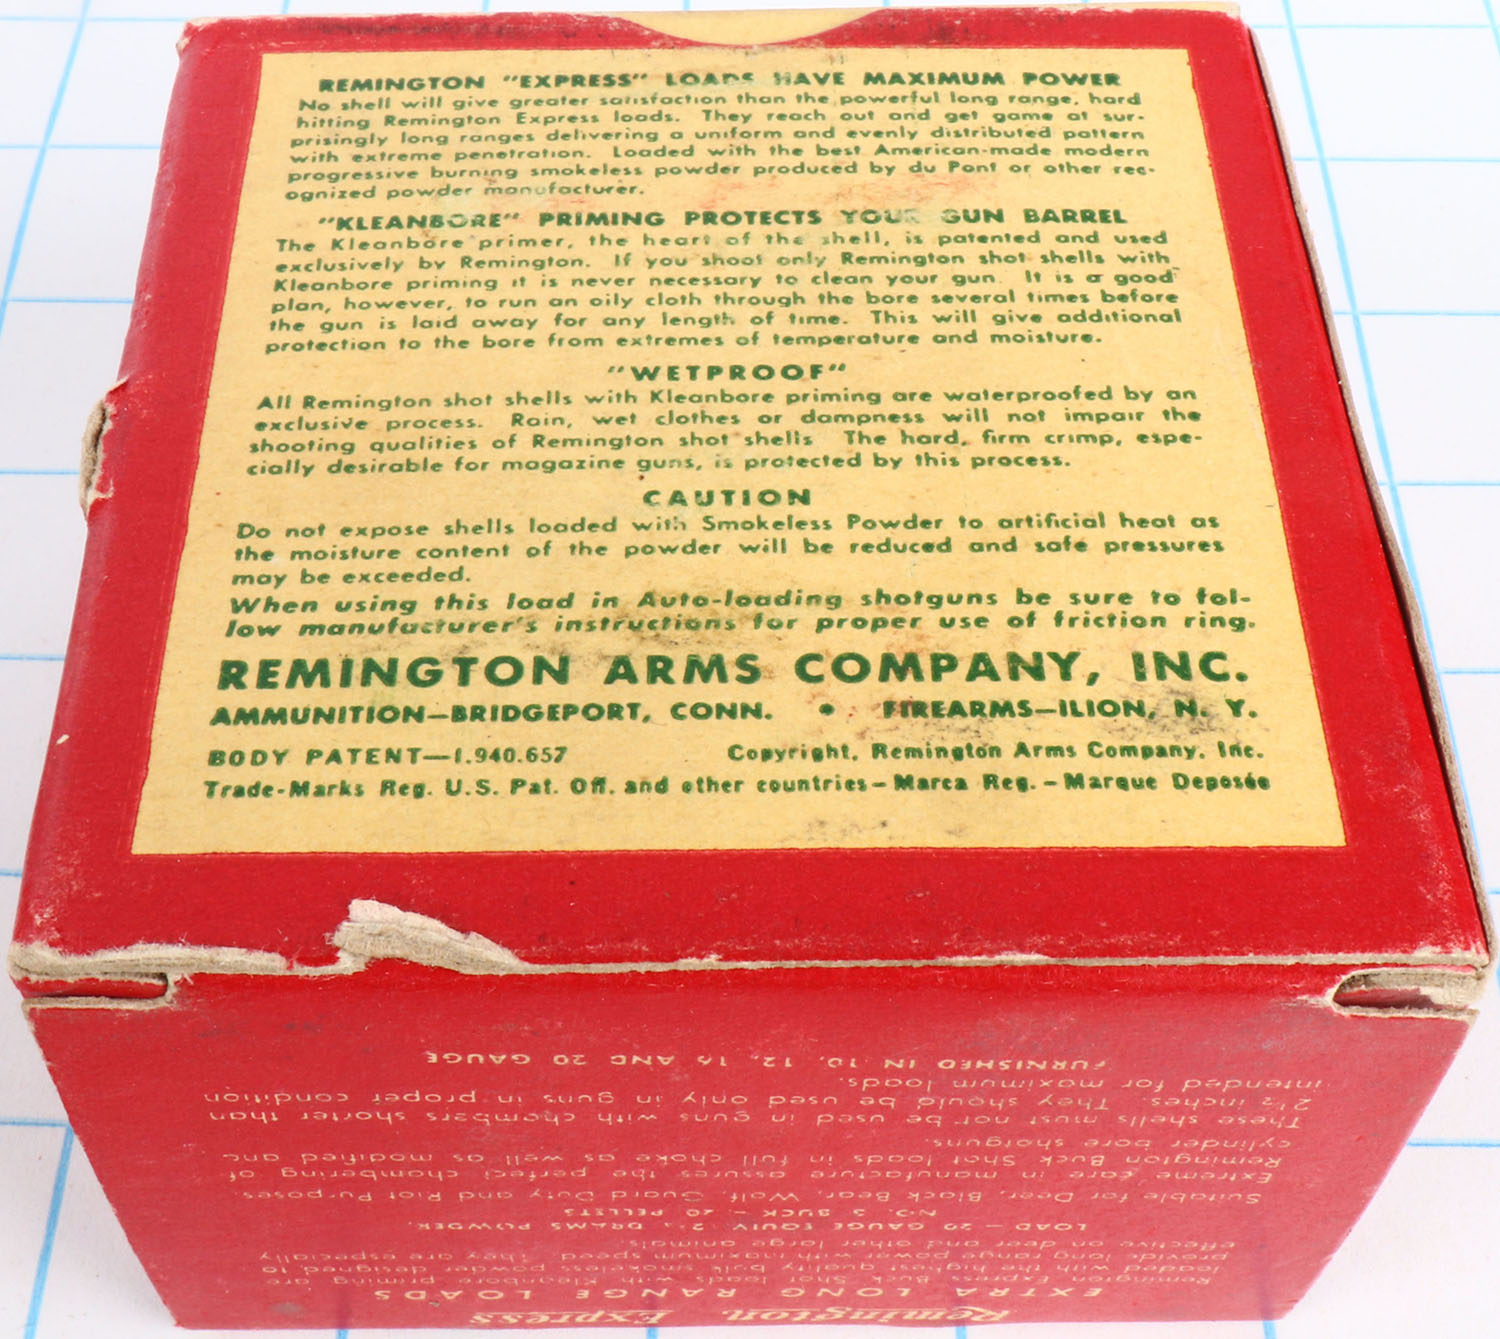 REMINGTON "EXPRESS" LOADS HAVE MAXIMUM POWER
No shell will give greater satisfaction than the powerful long range, hard
hitting Remington Express loads. They reach out and get game at sur-
prisingly long ranges delivering a uniform and evenly distributed pattern
with extreme penetration. Loaded with the best American-made modern
progressive burning smokeless powder produced by du Pont or other rec-
ognized powder manufacturer.
"KLEANBORE" PRIMING PROTECTS YOUR GUN BARREL
The Kleanbore primer, the heart of the shell, is patented and used
exclusively by Remington. If you shoot only Remington shot shells with
Kleanbore priming it is never necessary to clean your gun. It is a good
plan, however, to run an oily cloth through the bore several times before
the gun is laid away for any length of time. This will give additional
protection to the bore from extremes of temperature and moisture.
"WETPROOF"
All Remington shot shells with Kleanbore priming are waterproofed by an
exclusive process. Rain, wet clothes or dampness will not impair the
shooting qualities of Remington shot shells The hard, firm crimp, espe-
cially desirable for magazine guns, is protected by this process.
CAUTION
Do not expose shells loaded with Smokeless Powder to artificial heat as
the moisture content of the powder will be reduced and safe pressures
may be exceeded.
When using this load in Auto-loading shotguns be sure to fol-
low manufacturer's instructions for proper use of friction ring.
REMINGTON ARMS COMPANY, INC.
AMMUNITION—BRIDGEPORT, CONN. • FIREARMS—ILION, N. Y.
BODY PATENT—1.940.657 Copyright, Remington Arms Company, Inc.
Trade-Marks Reg. U.S. Pat. Off. and other countries – Marca Reg. – Marque Deposée
Remington Express
EXTRA LONG RANGE LOADS
Remington Express Buck Shot loads with Kleanbore priming are
loaded with the highest quality bulk smokeless powder designed to
provide long range power with maximum speed. They are especially
effective on deer and other large animals.
LOAD – 20 GAUGE EQUIV. 2¾ DRAMS POWDER,
NO. 3 BUCK – 20 PELLETS
Suitable for Deer, Black Bear, Wolf, Guard Duty and Riot Purposes.
Extreme care in manufacture assures the perfect chambering of
Remington Buck Shot loads in full choke as well as modified and
cylinder bore shotguns.
These shells must not be used in guns with chambers shorter than
2½ inches. They should be used only in guns in proper condition
intended for maximum loads.
FURNISHED IN 10, 12, 16 AND 20 GAUGE